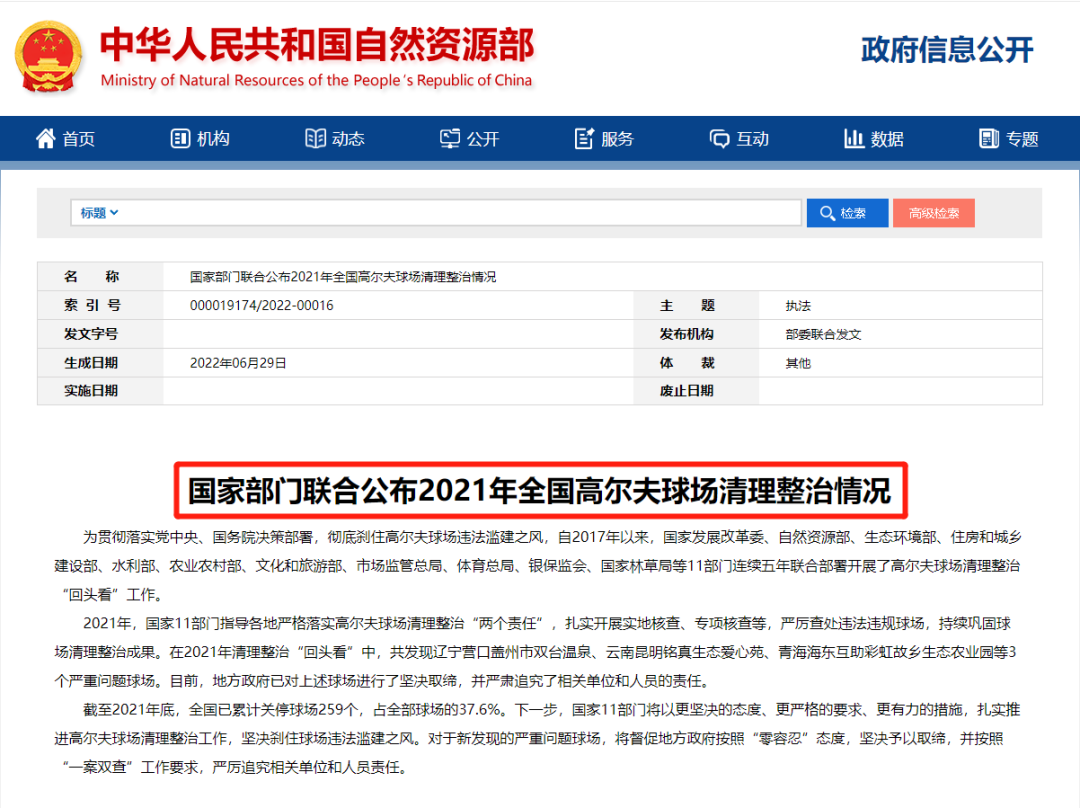 中华人民共和国自然资源部
Ministry of Natural Resources of the People's Republic of China
政府信息公开
首页 机构 动态 公开 服务 互动 数据 专题
标题 检索 高级检索
名 称 国家部门联合公布2021年全国高尔夫球场清理整治情况
索 引 号 000019174/2022-00016 主 题 执法
发文字号 发布机构 部委联合发文
生成日期 2022年06月29日 体 裁 其他
实施日期 废止日期
国家部门联合公布2021年全国高尔夫球场清理整治情况
为贯彻落实党中央、国务院决策部署，彻底刹住高尔夫球场违法滥建之风，自2017年以来，国家发展改革委、自然资源部、生态环境部、住房和城乡
建设部、水利部、农业农村部、文化和旅游部、市场监管总局、体育总局、银保监会、国家林草局等11部门连续五年联合部署开展了高尔夫球场清理整治
“回头看”工作。
2021年，国家11部门指导各地严格落实高尔夫球场清理整治“两个责任”，扎实开展实地核查、专项核查等，严厉查处违法违规球场，持续巩固球
场清理整治成果。在2021年清理整治“回头看”中，共发现辽宁营口盖州市双台温泉、云南昆明铭真生态爱心苑、青海海东互助彩虹故乡生态农业园等3
个严重问题球场。目前，地方政府已对上述球场进行了坚决取缔，并严肃追究了相关单位和人员的责任。
截至2021年底，全国已累计关停球场259个，占全部球场的37.6%。下一步，国家11部门将以更坚决的态度、更严格的要求、更有力的措施，扎实推
进高尔夫球场清理整治工作，坚决刹住球场违法滥建之风。对于新发现的严重问题球场，将督促地方政府按照“零容忍”态度，坚决予以取缔，并按照
“一案双查”工作要求，严厉追究相关单位和人员责任。